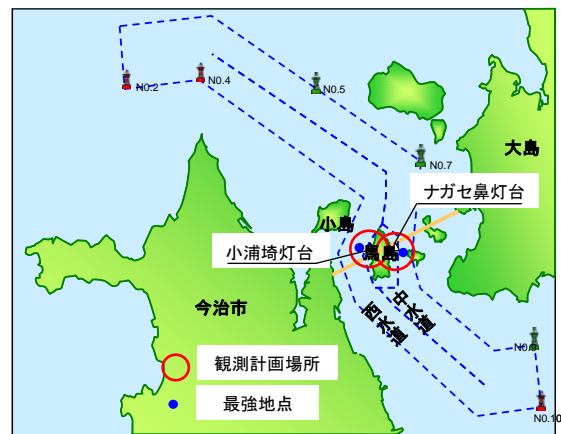 N0.2
N0.4
N0.5
N0.7
大島
ナガセ鼻灯台
小島
小浦埼灯台
馬島
今治市
西水道
中水道
N0.9
N0.10
観測計画場所
最強地点